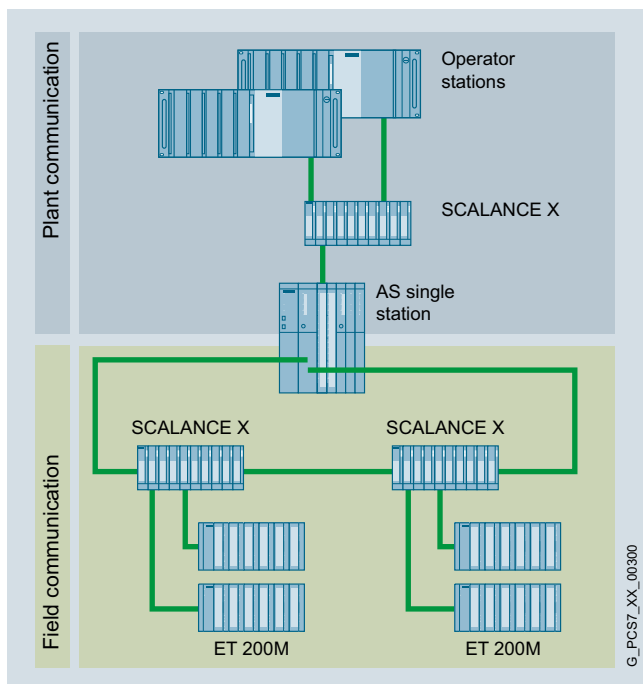 Plant communication
Operator
stations
SCALANCE X
AS single
station
Field communication
SCALANCE X
SCALANCE X
ET 200M
ET 200M
G_PCS7_XX_00300